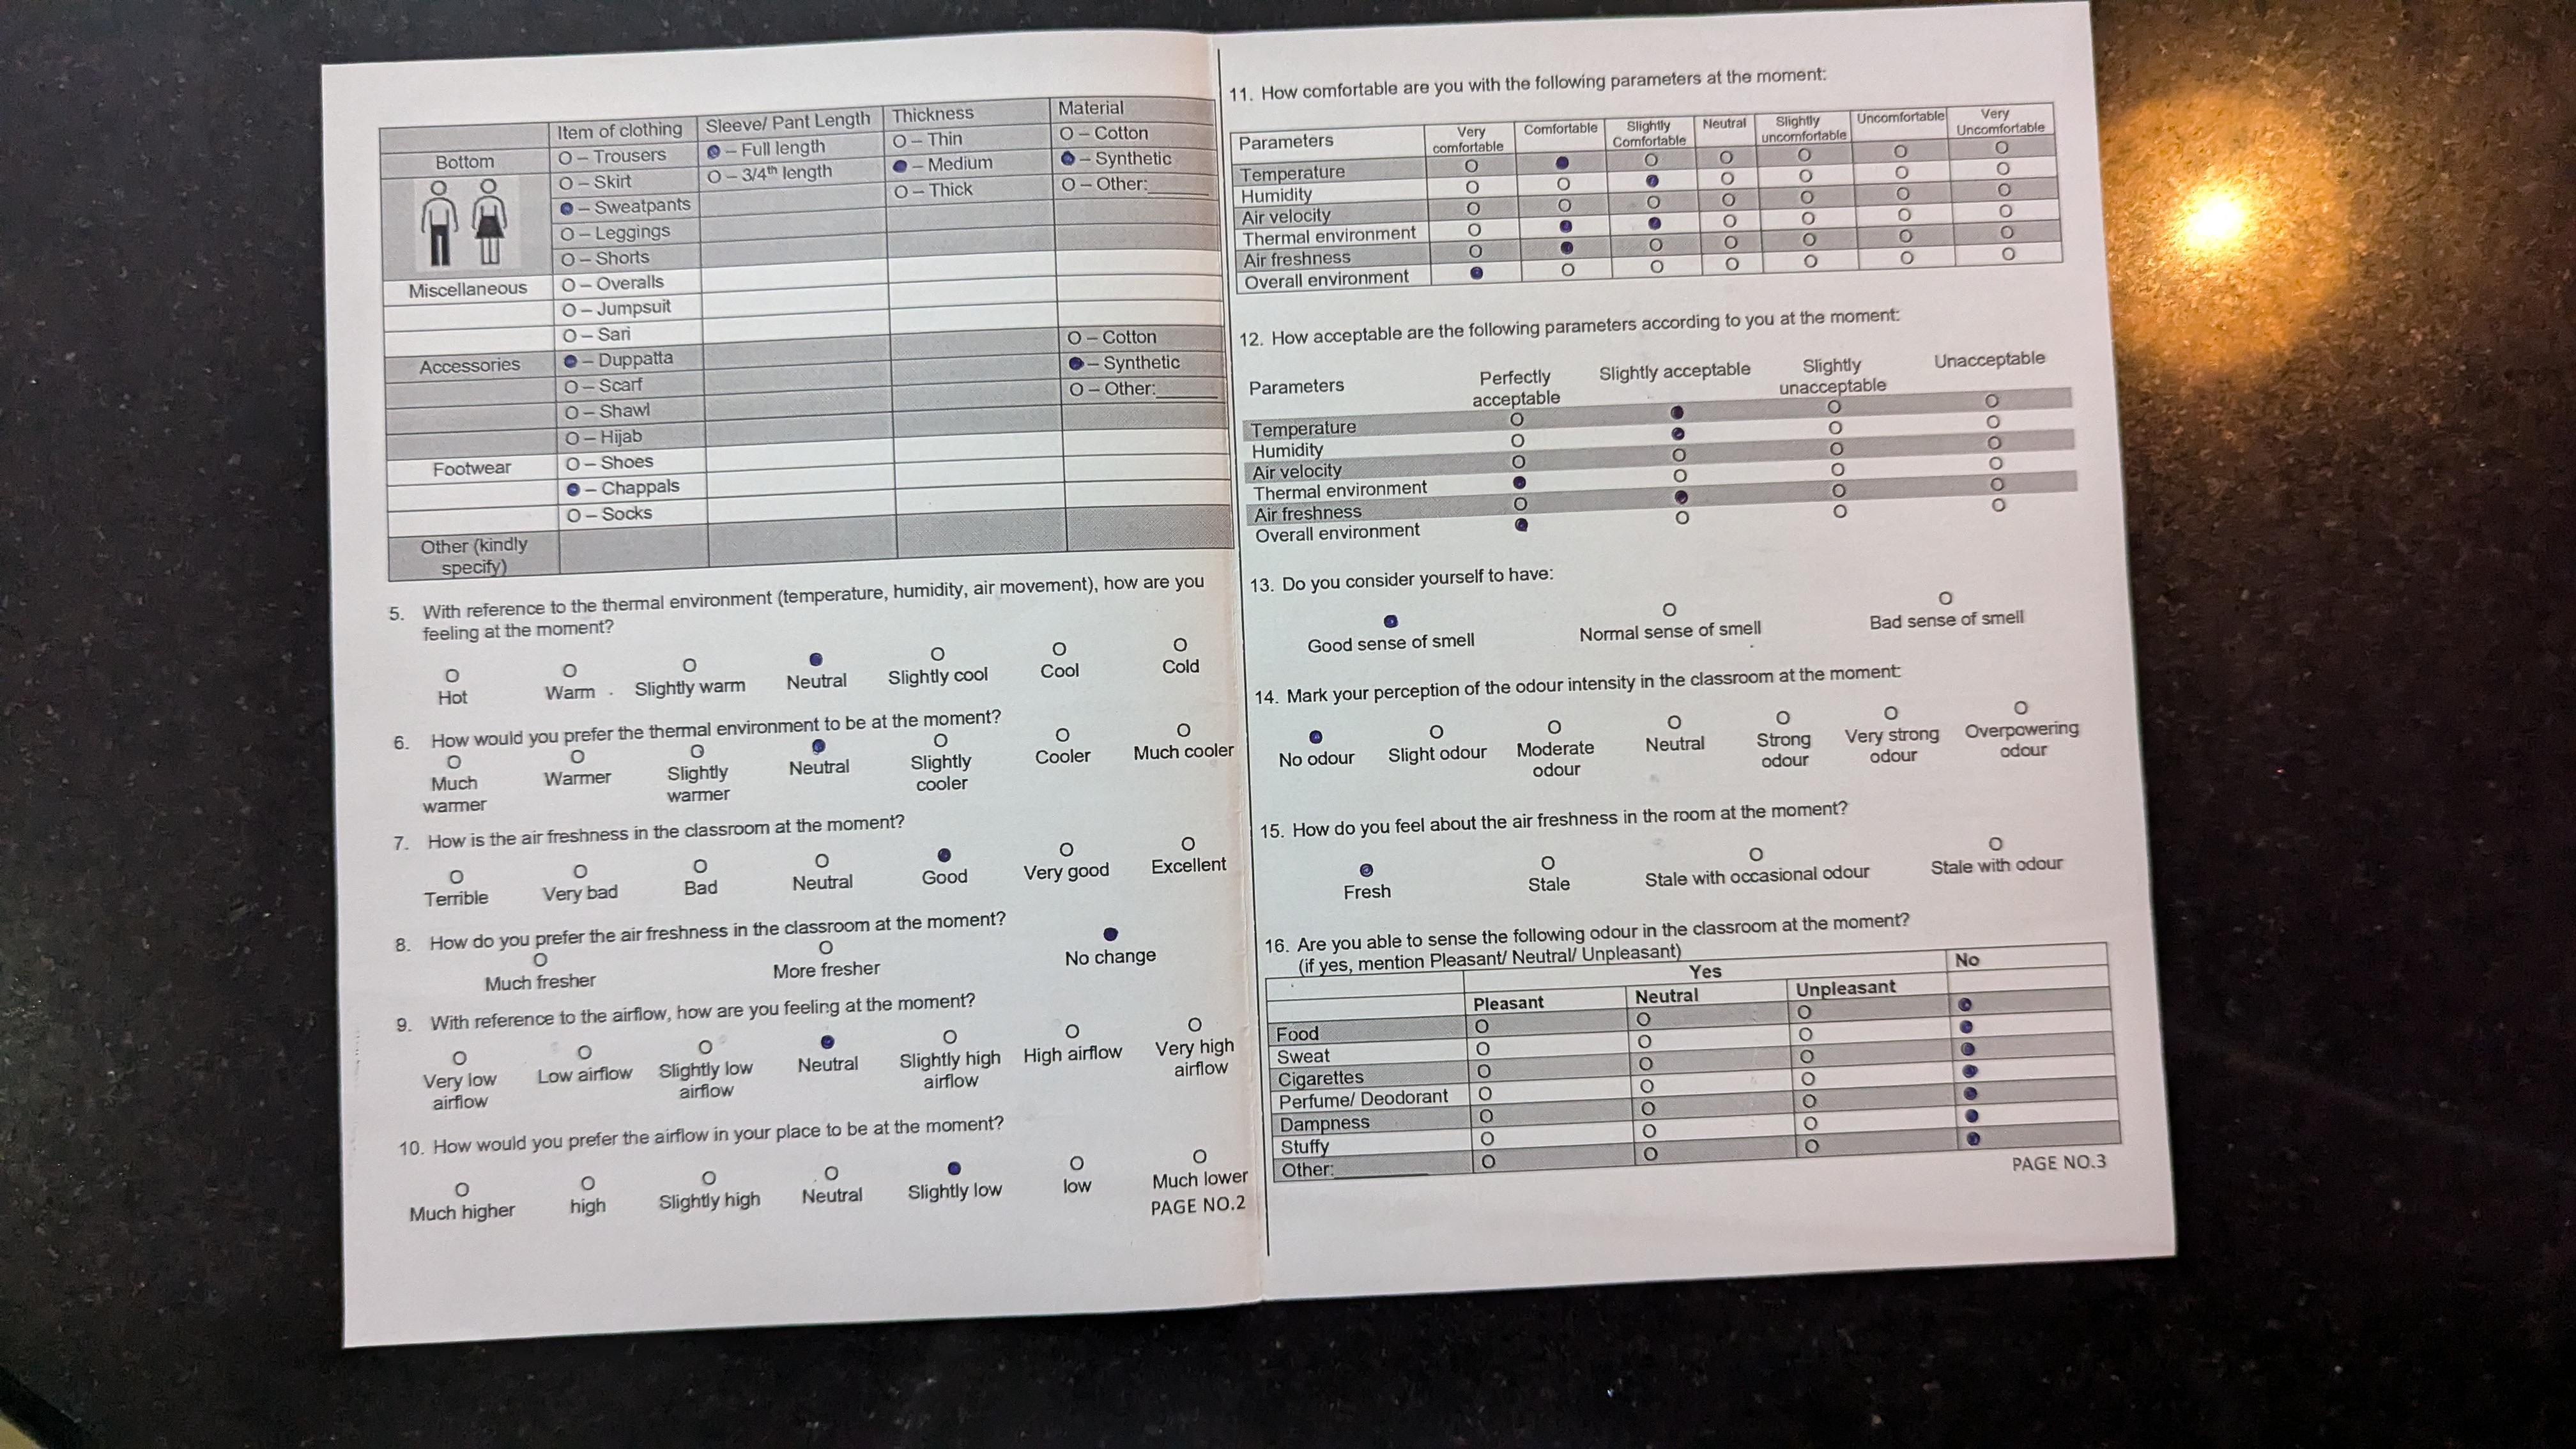 Item of clothing Sleeve/ Pant Length Thickness Material
Bottom O – Trousers ● – Full length O – Thin O – Cotton
O – Skirt O – 3/4th length ● – Medium ● – Synthetic
● – Sweatpants O – Thick O – Other:______
O – Leggings
O – Shorts
Miscellaneous O – Overalls
O – Jumpsuit
O – Sari
Accessories ● – Duppatta O – Cotton
O – Scarf ● – Synthetic
O – Shawl O – Other:______
O – Hijab
Footwear O – Shoes
● – Chappals
O – Socks
Other (kindly
specify)
5. With reference to the thermal environment (temperature, humidity, air movement), how are you
feeling at the moment?
O O O ● O O O
Hot Warm Slightly warm Neutral Slightly cool Cool Cold
6. How would you prefer the thermal environment to be at the moment?
O O O ● O O O
Much Warmer Slightly Neutral Slightly Cooler Much cooler
warmer warmer cooler
7. How is the air freshness in the classroom at the moment?
O O O O ● O O
Terrible Very bad Bad Neutral Good Very good Excellent
8. How do you prefer the air freshness in the classroom at the moment?
O O ●
Much fresher More fresher No change
9. With reference to the airflow, how are you feeling at the moment?
O O O ● O O O
Very low Low airflow Slightly low Neutral Slightly high High airflow Very high
airflow airflow airflow airflow
10. How would you prefer the airflow in your place to be at the moment?
O O O O ● O O
Much higher high Slightly high Neutral Slightly low low Much lower
PAGE NO.2
11. How comfortable are you with the following parameters at the moment:
Parameters Very Comfortable Slightly Neutral Slightly Uncomfortable Very
comfortable Comfortable uncomfortable Uncomfortable
Temperature O ● O O O O O
Humidity O O ● O O O O
Air velocity O O O O O O O
Thermal environment O ● ● O O O O
Air freshness O ● O O O O O
Overall environment ● O O O O O O
12. How acceptable are the following parameters according to you at the moment:
Parameters Perfectly Slightly acceptable Slightly Unacceptable
acceptable unacceptable
Temperature O ● O O
Humidity O ● O O
Air velocity O O O O
Thermal environment ● O O O
Air freshness O ● O O
Overall environment ● O O O
13. Do you consider yourself to have:
● O O
Good sense of smell Normal sense of smell Bad sense of smell
14. Mark your perception of the odour intensity in the classroom at the moment:
● O O O O O O
No odour Slight odour Moderate Neutral Strong Very strong Overpowering
odour odour odour odour
15. How do you feel about the air freshness in the room at the moment?
● O O O
Fresh Stale Stale with occasional odour Stale with odour
16. Are you able to sense the following odour in the classroom at the moment?
(if yes, mention Pleasant/ Neutral/ Unpleasant)
Yes No
Pleasant Neutral Unpleasant
Food O O O ●
Sweat O O O ●
Cigarettes O O O ●
Perfume/ Deodorant O O O ●
Dampness O O O ●
Stuffy O O O ●
Other:__________ O O O ●
PAGE NO.3